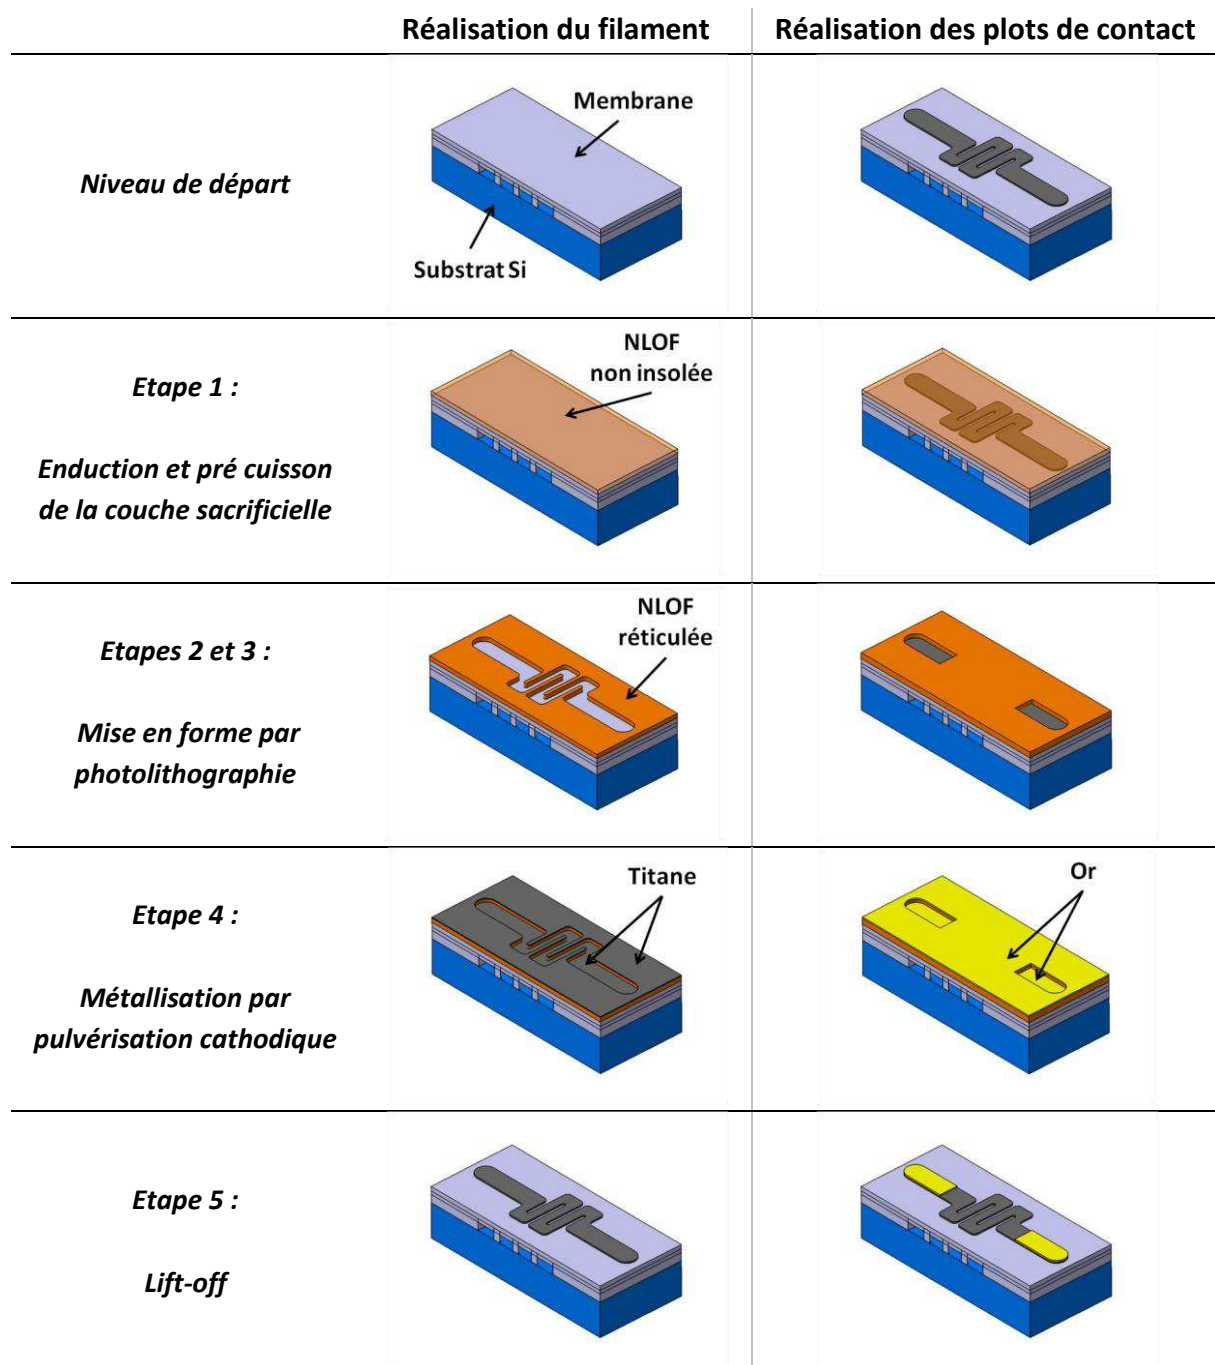 Réalisation du filament
Réalisation des plots de contact
Niveau de départ
Membrane
Substrat Si
Etape 1 :
Enduction et pré cuisson
de la couche sacrificielle
NLOF
non insolée
Etapes 2 et 3 :
Mise en forme par
photolithographie
NLOF
réticulée
Etape 4 :
Métallisation par
pulvérisation cathodique
Titane
Or
Etape 5 :
Lift-off